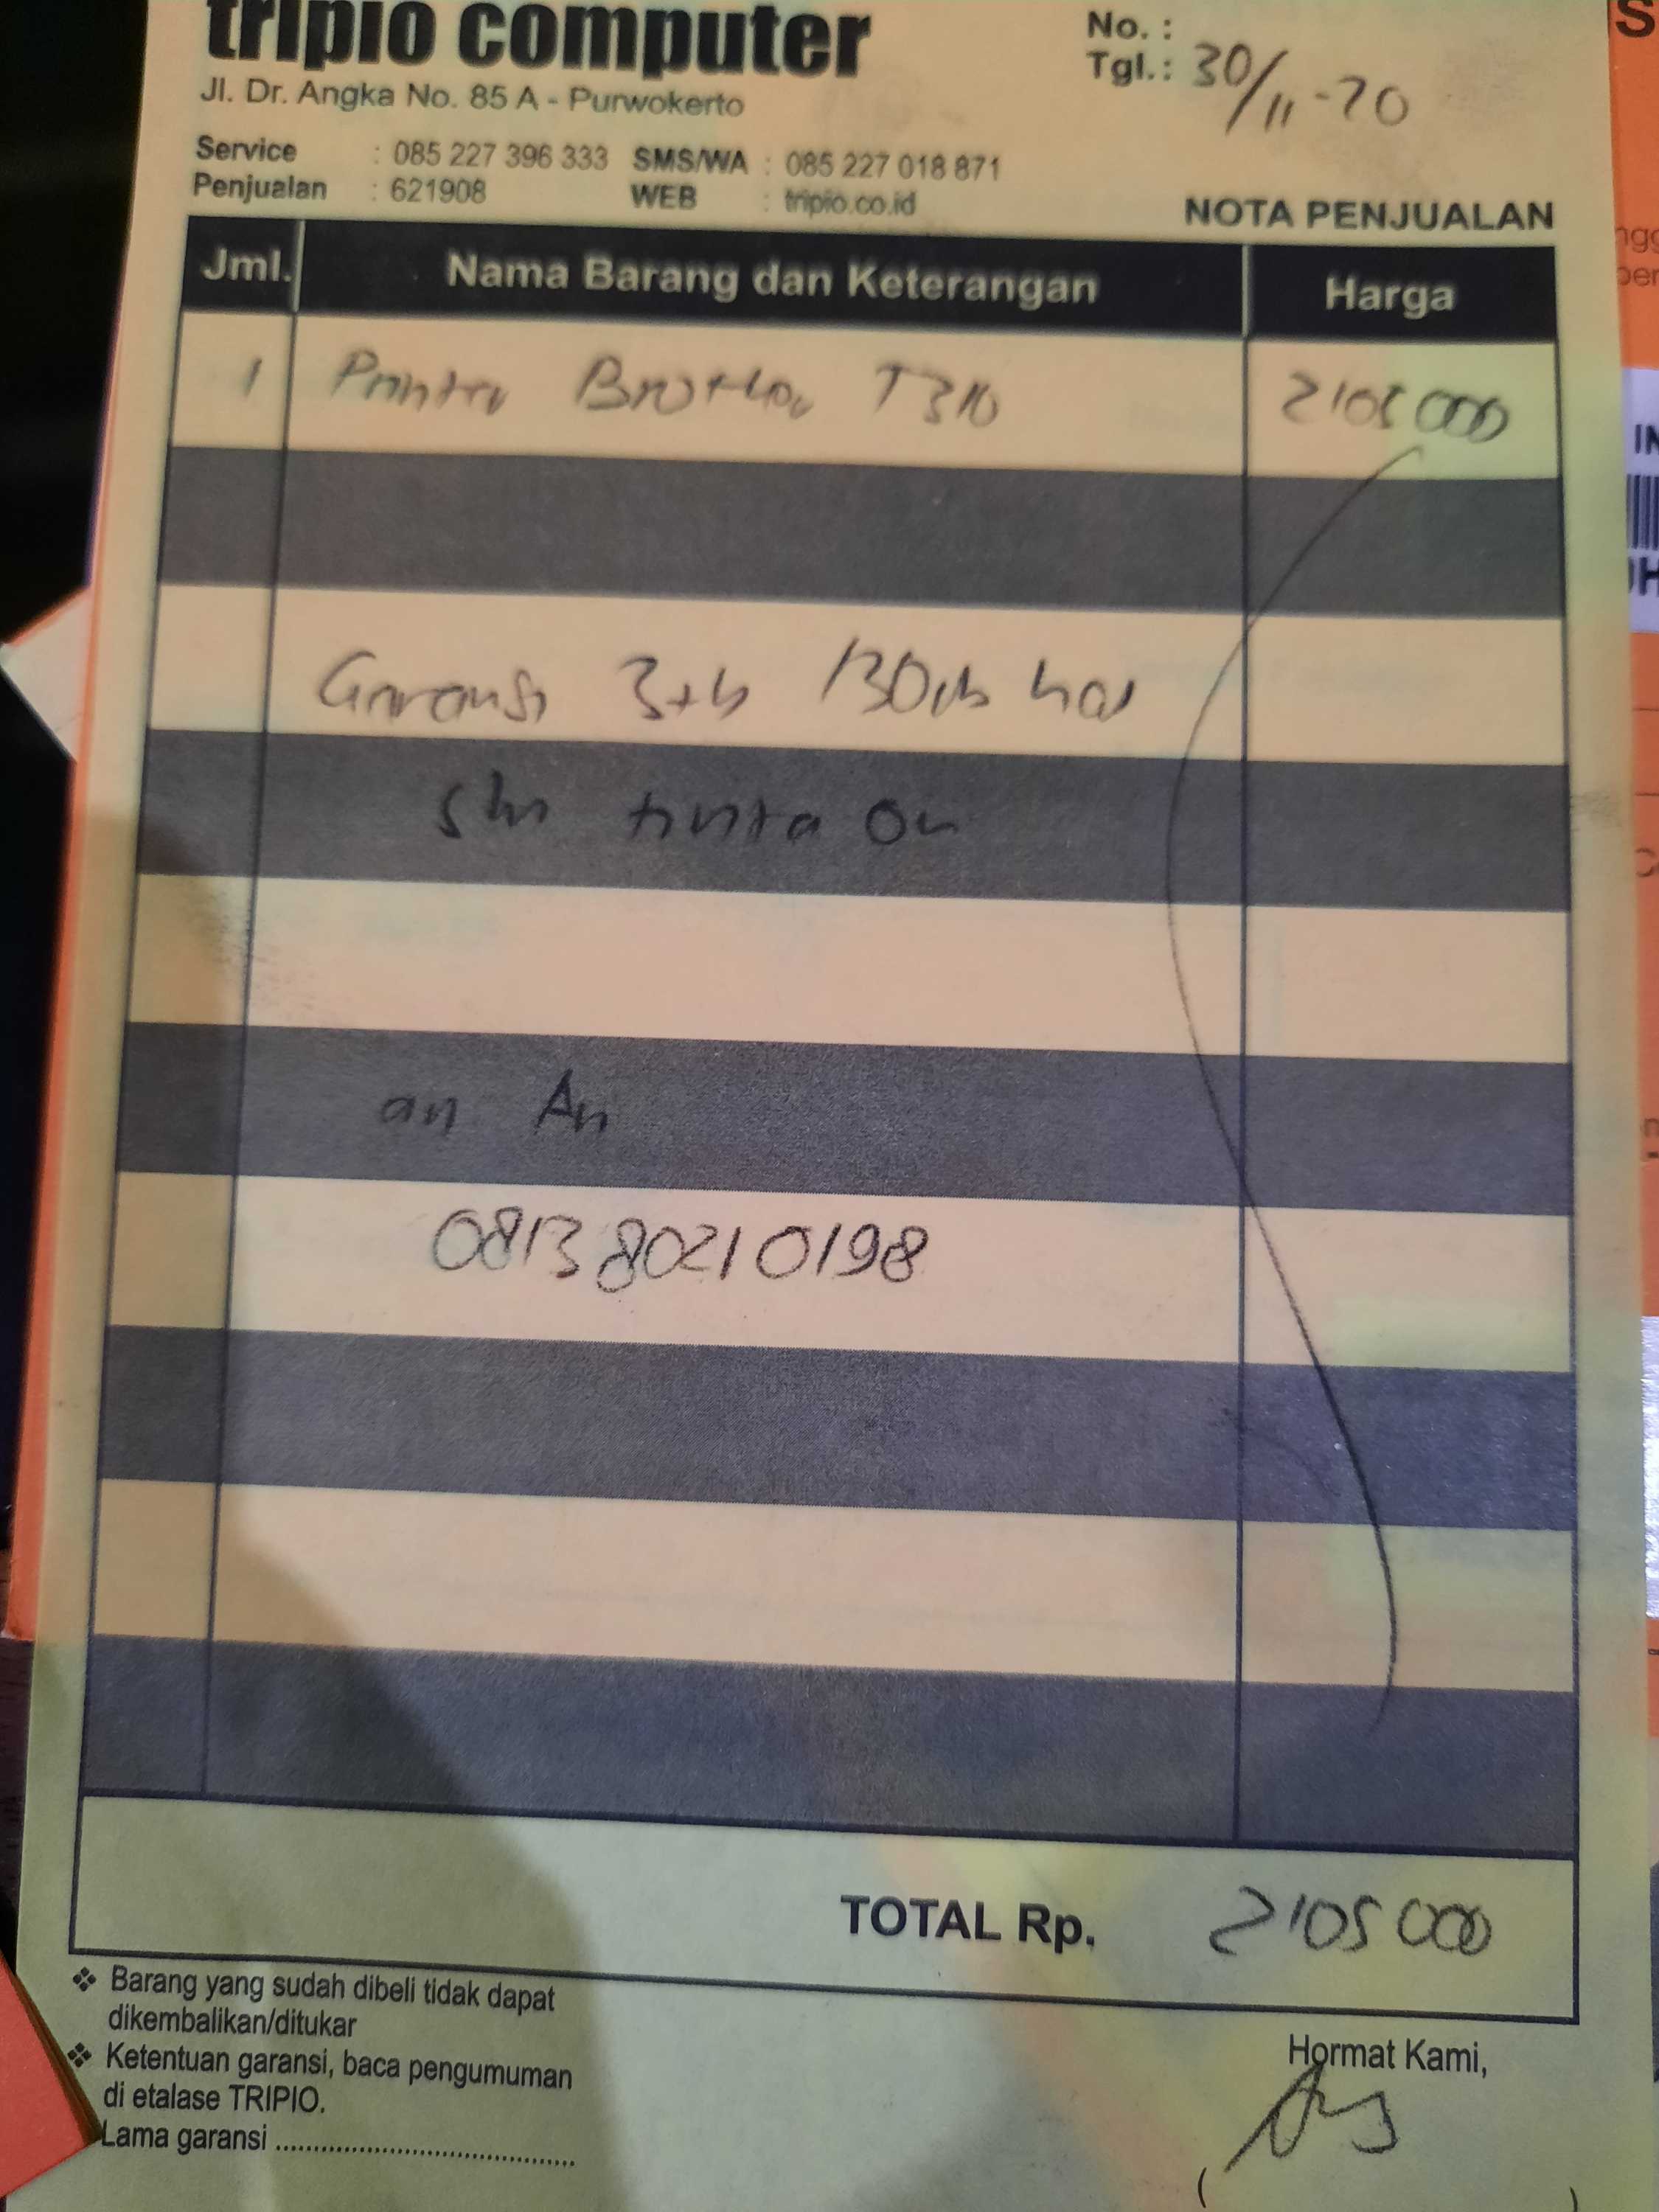 tripio computer
Jl. Dr. Angka No. 85 A - Purwokerto
No. :
Tgl. : 30/11-20
Service : 085 227 396 333 SMS/WA : 085 227 018 871
Penjualan : 621908 WEB : tripio.co.id
NOTA PENJUALAN
Jml. Nama Barang dan Keterangan Harga
1 Printer Brother T310 2105000
Garansi 3th
tinta
an An
081380210198
TOTAL Rp. 2105000
❖ Barang yang sudah dibeli tidak dapat
dikembalikan/ditukar
❖ Ketentuan garansi, baca pengumuman
di etalase TRIPIO.
Lama garansi ....................................
Hormat Kami,
( )